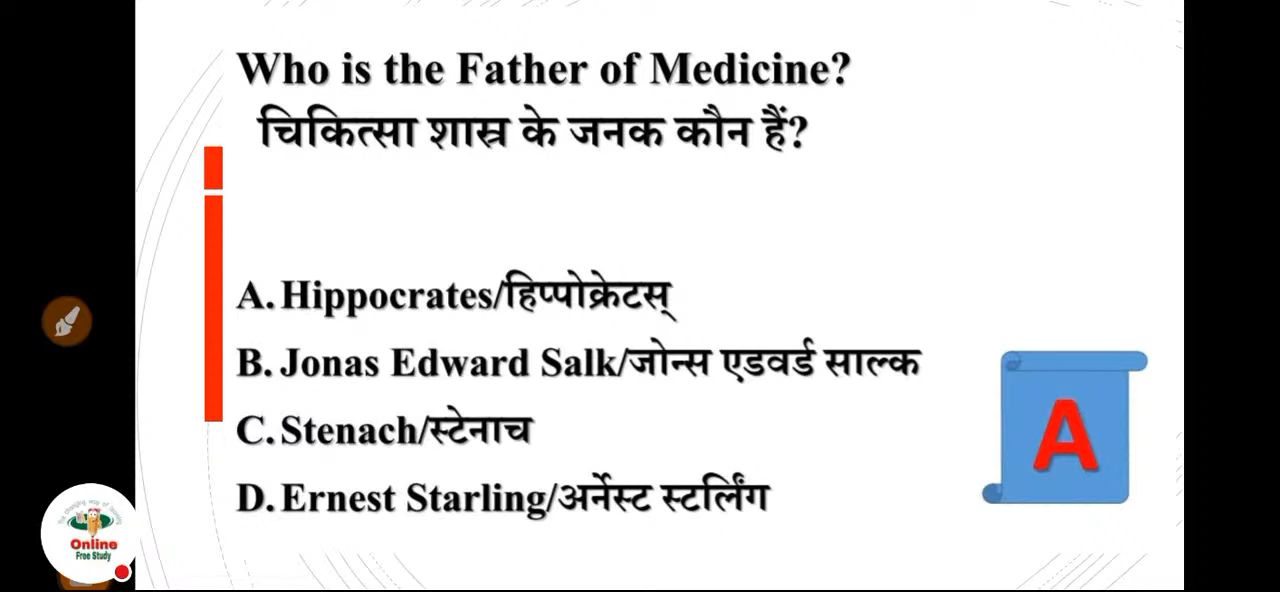 Who is the Father of Medicine?
चिकित्सा शास्र के जनक कौन हैं?
A. Hippocrates/हिप्पोक्रेटस्
B. Jonas Edward Salk/जोन्स एडवर्ड साल्क
C. Stenach/स्टेनाच
D. Ernest Starling/अर्नेस्ट स्टर्लिंग
A
Online
Free Study